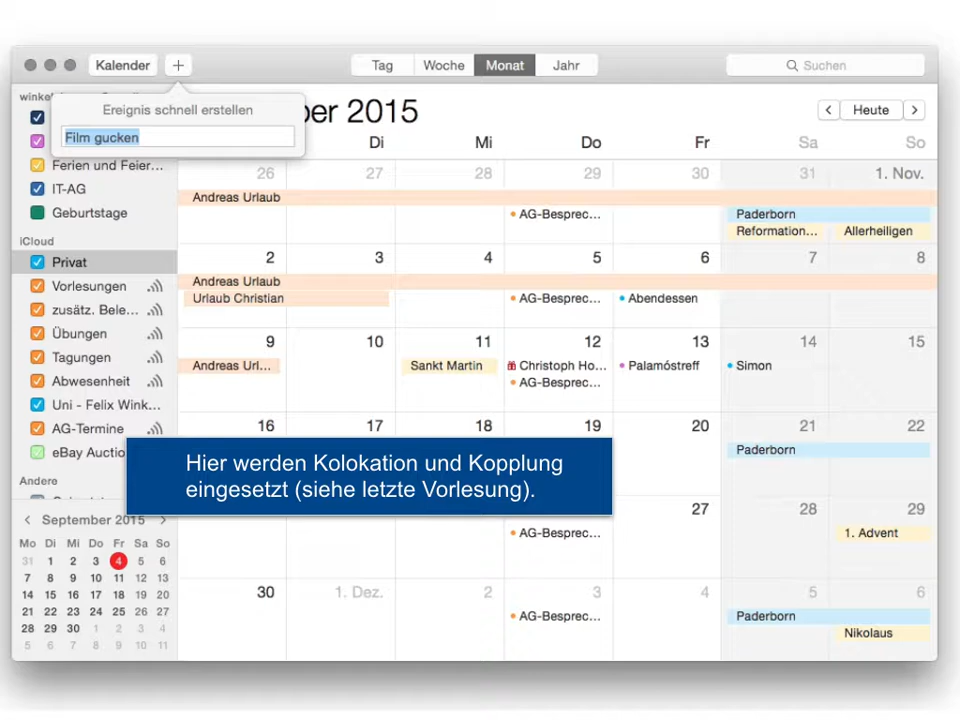 Kalender
+
Tag
Woche
Monat
Jahr
Suchen
Ereignis schnell erstellen
Film gucken
ber 2015
Heute
Di Mi Do Fr Sa So
Ferien und Feier...
IT-AG
Geburtstage
iCloud
Privat
Vorlesungen
zusätz. Bele...
Übungen
Tagungen
Abwesenheit
Uni - Felix Wink...
AG-Termine
eBay Auctio
Andere
26 27 28 29 30 31 1. Nov.
Andreas Urlaub
AG-Besprec...
Paderborn
Reformation...
Allerheiligen
2 3 4 5 6 7 8
Andreas Urlaub
Urlaub Christian
AG-Besprec...
Abendessen
9 10 11 12 13 14 15
Andreas Url...
Sankt Martin
Christoph Ho...
Palamóstreff
Simon
AG-Besprec...
16 17 18 19 20 21 22
Paderborn
Hier werden Kolokation und Kopplung
eingesetzt (siehe letzte Vorlesung).
27 28 29
AG-Besprec...
1. Advent
30 1. Dez. 2 3 4 5 6
AG-Besprec...
Paderborn
Nikolaus
September 2015
Mo Di Mi Do Fr Sa So
31 1 2 3 4 5 6
7 8 9 10 11 12 13
14 15 16 17 18 19 20
21 22 23 24 25 26 27
28 29 30 1 2 3 4
5 6 7 8 9 10 11